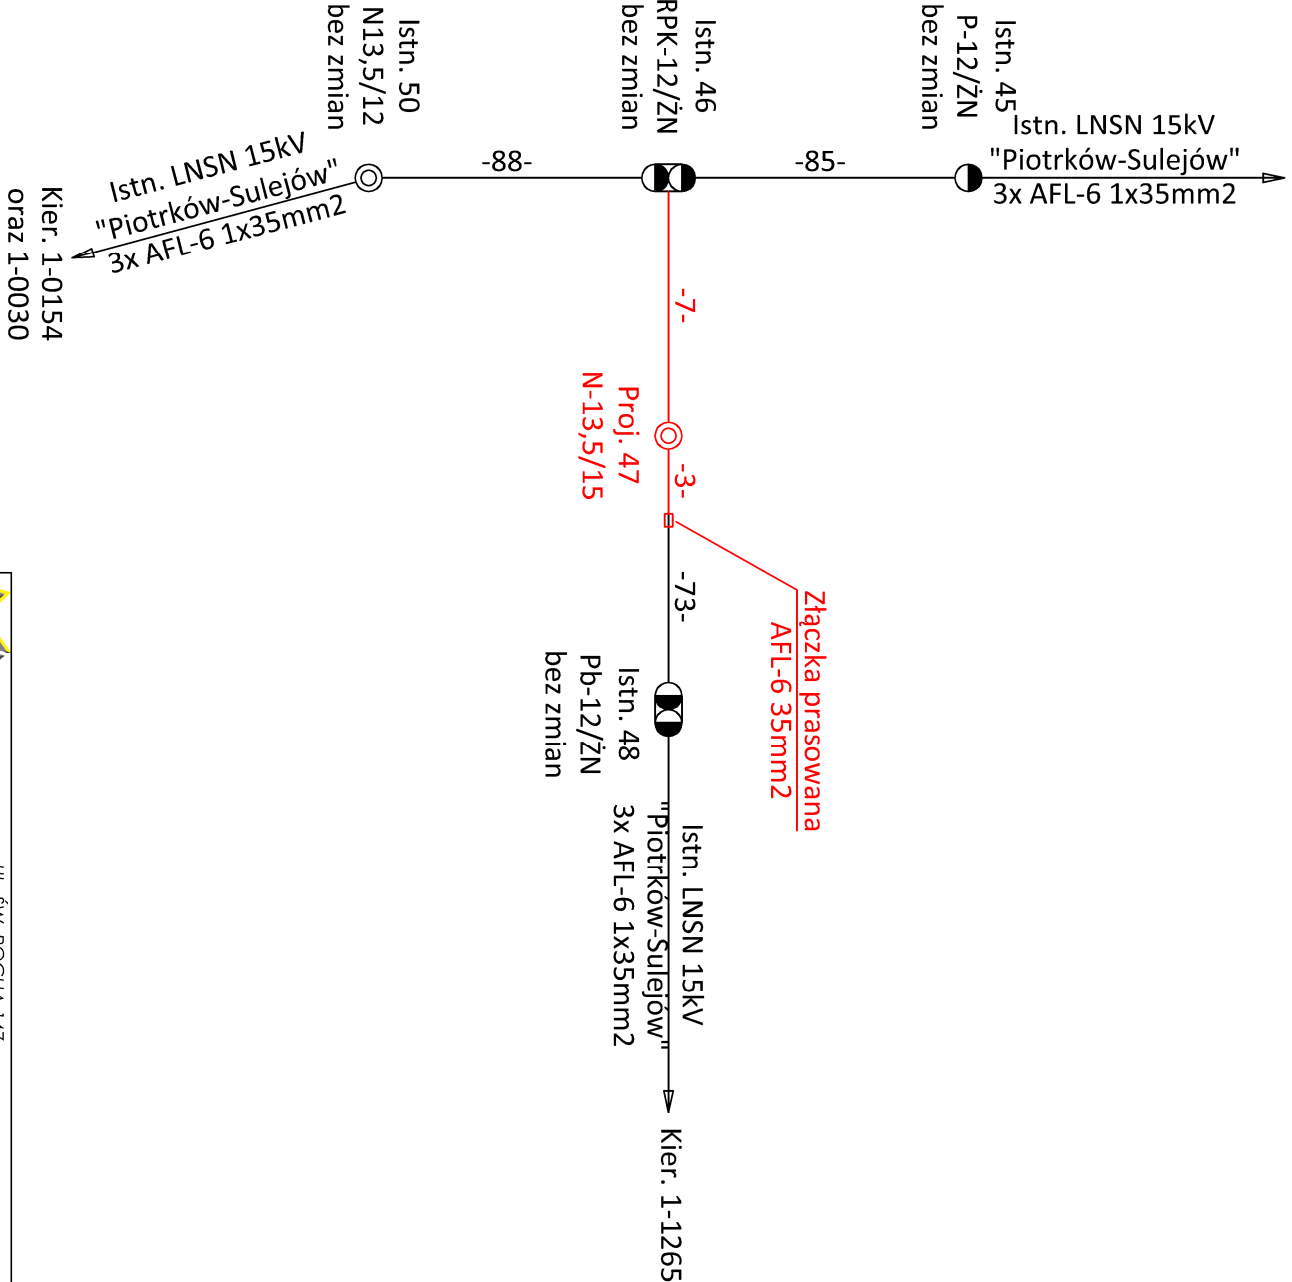 Istn. 50
N13,5/12
bez zmian
Istn. 46
RPK-12/ŻN
bez zmian
Istn. 45
P-12/ŻN
bez zmian
Istn. LNSN 15kV
"Piotrków-Sulejów"
3x AFL-6 1x35mm2
-88-
-85-
Istn. LNSN 15kV
"Piotrków-Sulejów"
3x AFL-6 1x35mm2
Kier. 1-0154
oraz 1-0030
-7-
Proj. 47
N-13,5/15
-3-
-73-
Złączka prasowana
AFL-6 35mm2
Istn. 48
Pb-12/ŻN
bez zmian
Istn. LNSN 15kV
"Piotrków-Sulejów"
3x AFL-6 1x35mm2
Kier. 1-1265